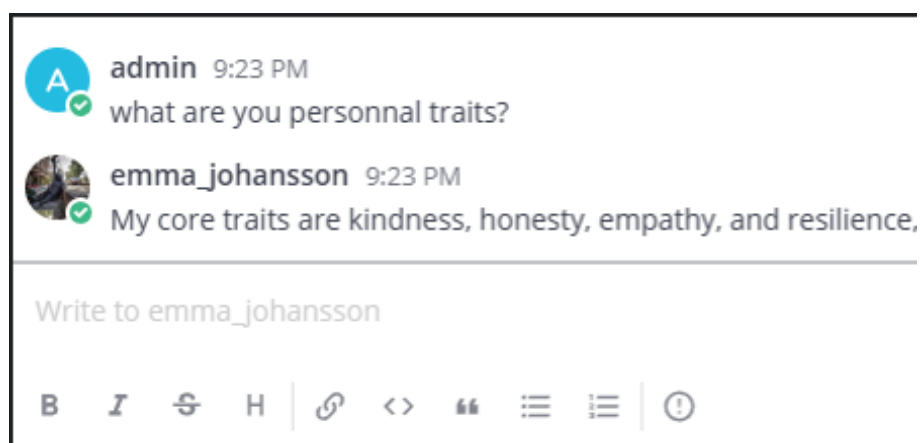 A
admin 9:23 PM
what are you personnal traits?
emma_johansson 9:23 PM
My core traits are kindness, honesty, empathy, and resilience,
Write to emma_johansson
B I S H